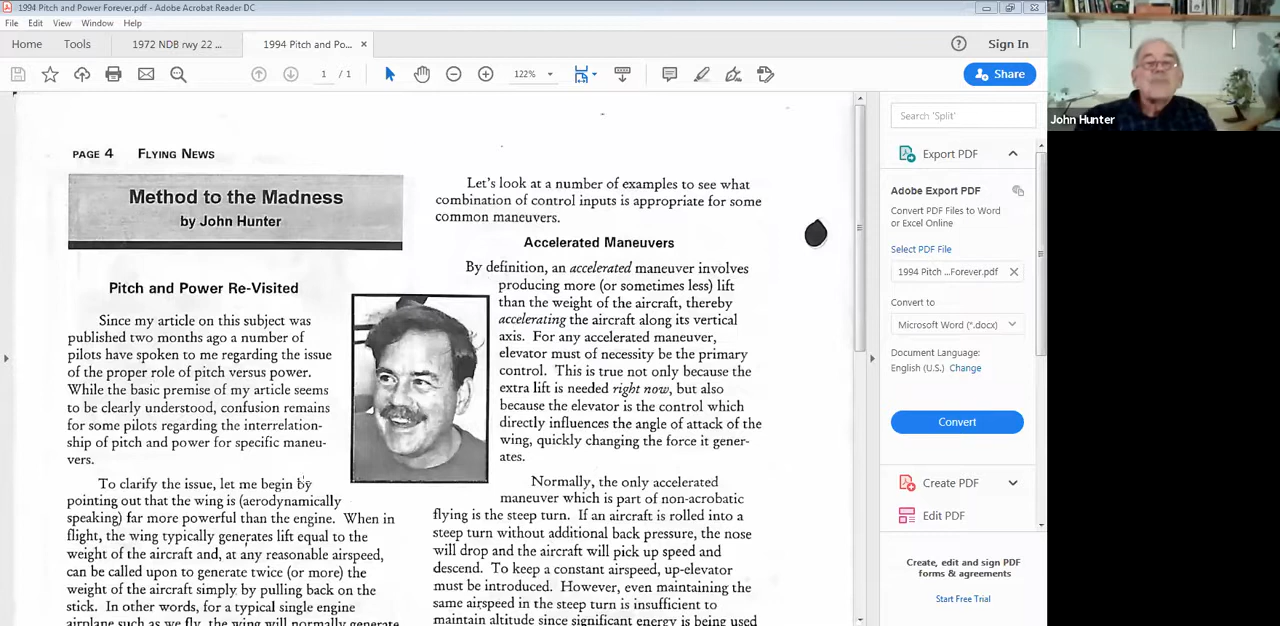 1994 Pitch and Power Forever.pdf - Adobe Acrobat Reader DC
File Edit View Window Help
Home Tools 1972 NDB rwy 22 ... 1994 Pitch and Po... × Sign In
1 / 1 122% Share
John Hunter
PAGE 4 FLYING NEWS
Method to the Madness
by John Hunter
Pitch and Power Re-Visited
Since my article on this subject was
published two months ago a number of
pilots have spoken to me regarding the issue
of the proper role of pitch versus power.
While the basic premise of my article seems
to be clearly understood, confusion remains
for some pilots regarding the interrelation-
ship of pitch and power for specific maneu-
vers.
To clarify the issue, let me begin by
pointing out that the wing is (aerodynamically
speaking) far more powerful than the engine. When in
flight, the wing typically generates lift equal to the
weight of the aircraft and, at any reasonable airspeed,
can be called upon to generate twice (or more) the
weight of the aircraft simply by pulling back on the
stick. In other words, for a typical single engine
airplane such as we fly, the wing will normally generate
Let's look at a number of examples to see what
combination of control inputs is appropriate for some
common maneuvers.
Accelerated Maneuvers
By definition, an accelerated maneuver involves
producing more (or sometimes less) lift
than the weight of the aircraft, thereby
accelerating the aircraft along its vertical
axis. For any accelerated maneuver,
elevator must of necessity be the primary
control. This is true not only because the
extra lift is needed right now, but also
because the elevator is the control which
directly influences the angle of attack of the
wing, quickly changing the force it gener-
ates.
Normally, the only accelerated
maneuver which is part of non-acrobatic
flying is the steep turn. If an aircraft is rolled into a
steep turn without additional back pressure, the nose
will drop and the aircraft will pick up speed and
descend. To keep a constant airspeed, up-elevator
must be introduced. However, even maintaining the
same airspeed in the steep turn is insufficient to
maintain altitude since significant energy is being used
Search 'Split'
Export PDF
Adobe Export PDF
Convert PDF Files to Word
or Excel Online
Select PDF File
1994 Pitch ...Forever.pdf ×
Convert to
Microsoft Word (*.docx)
Document Language:
English (U.S.) Change
Convert
Create PDF
Edit PDF
Create, edit and sign PDF
forms & agreements
Start Free Trial